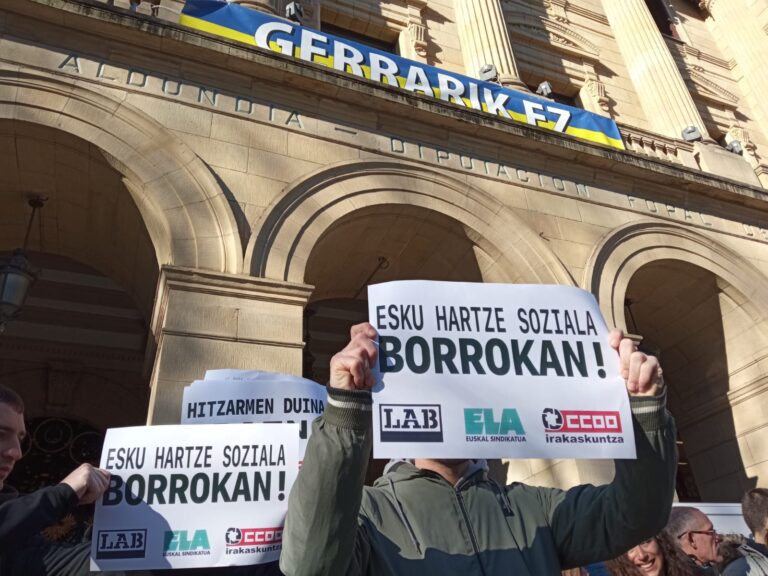 GERRARIK EZ
ALDUNDIA — DIPUTACION FORAL
ESKU HARTZE SOZIALA
BORROKAN!
LAB
ELA
EUSKAL SINDIKATUA
CCOO
irakaskuntza
HITZARMEN DUINA
ESKU HARTZE SOZIALA
BORROKAN!
LAB
ELA
EUSKAL SINDIKATUA
CCOO
irakaskuntza